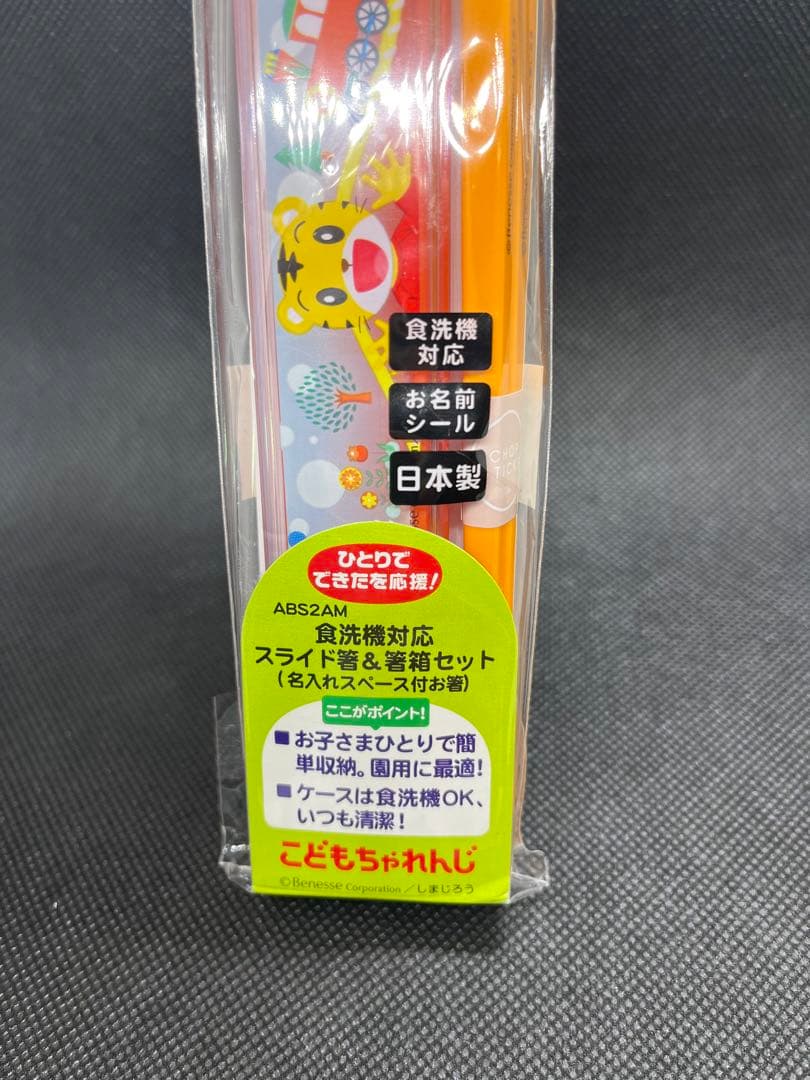 食洗機
対応
お名前
シール
日本製
ひとりで
できたを応援!
ABS2AM
食洗機対応
スライド箸&箸箱セット
(名入れスペース付お箸)
ここがポイント!
■お子さまひとりで簡
単収納。園用に最適!
■ケースは食洗機OK、
いつも清潔!
こどもちゃれんじ
©Benesse Corporation/しまじろう